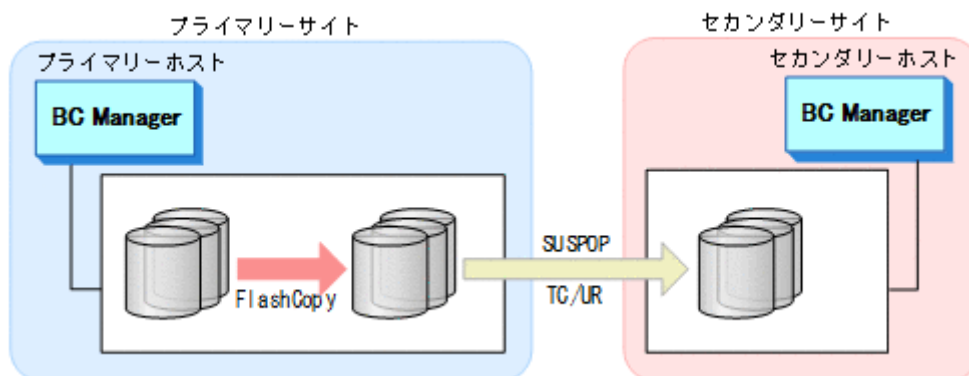 プライマリーサイト
セカンダリーサイト
プライマリーホスト
セカンダリーホスト
BC Manager
BC Manager
SUSPOP
FlashCopy
TC/UR